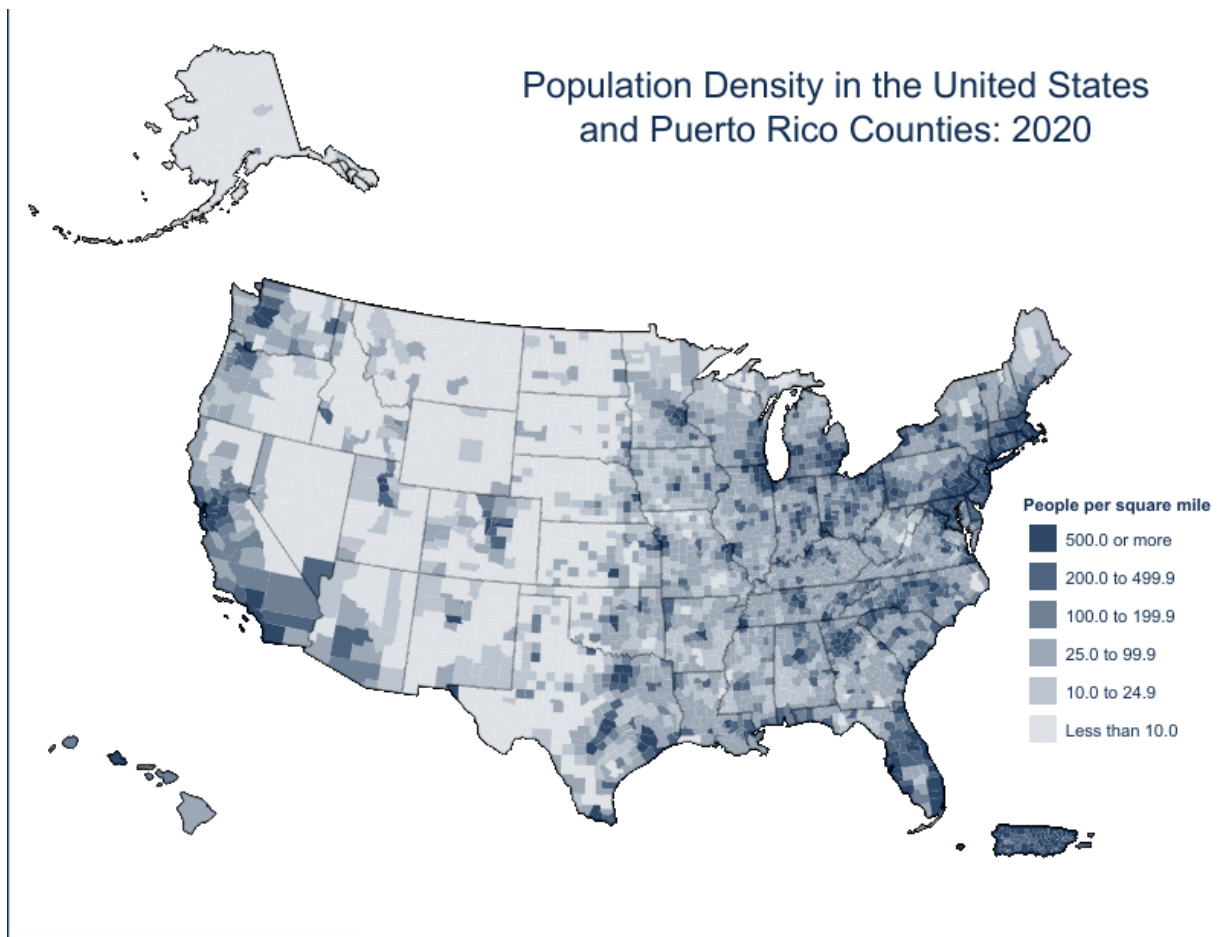 Population Density in the United States
and Puerto Rico Counties: 2020
People per square mile
500.0 or more
200.0 to 499.9
100.0 to 199.9
25.0 to 99.9
10.0 to 24.9
Less than 10.0